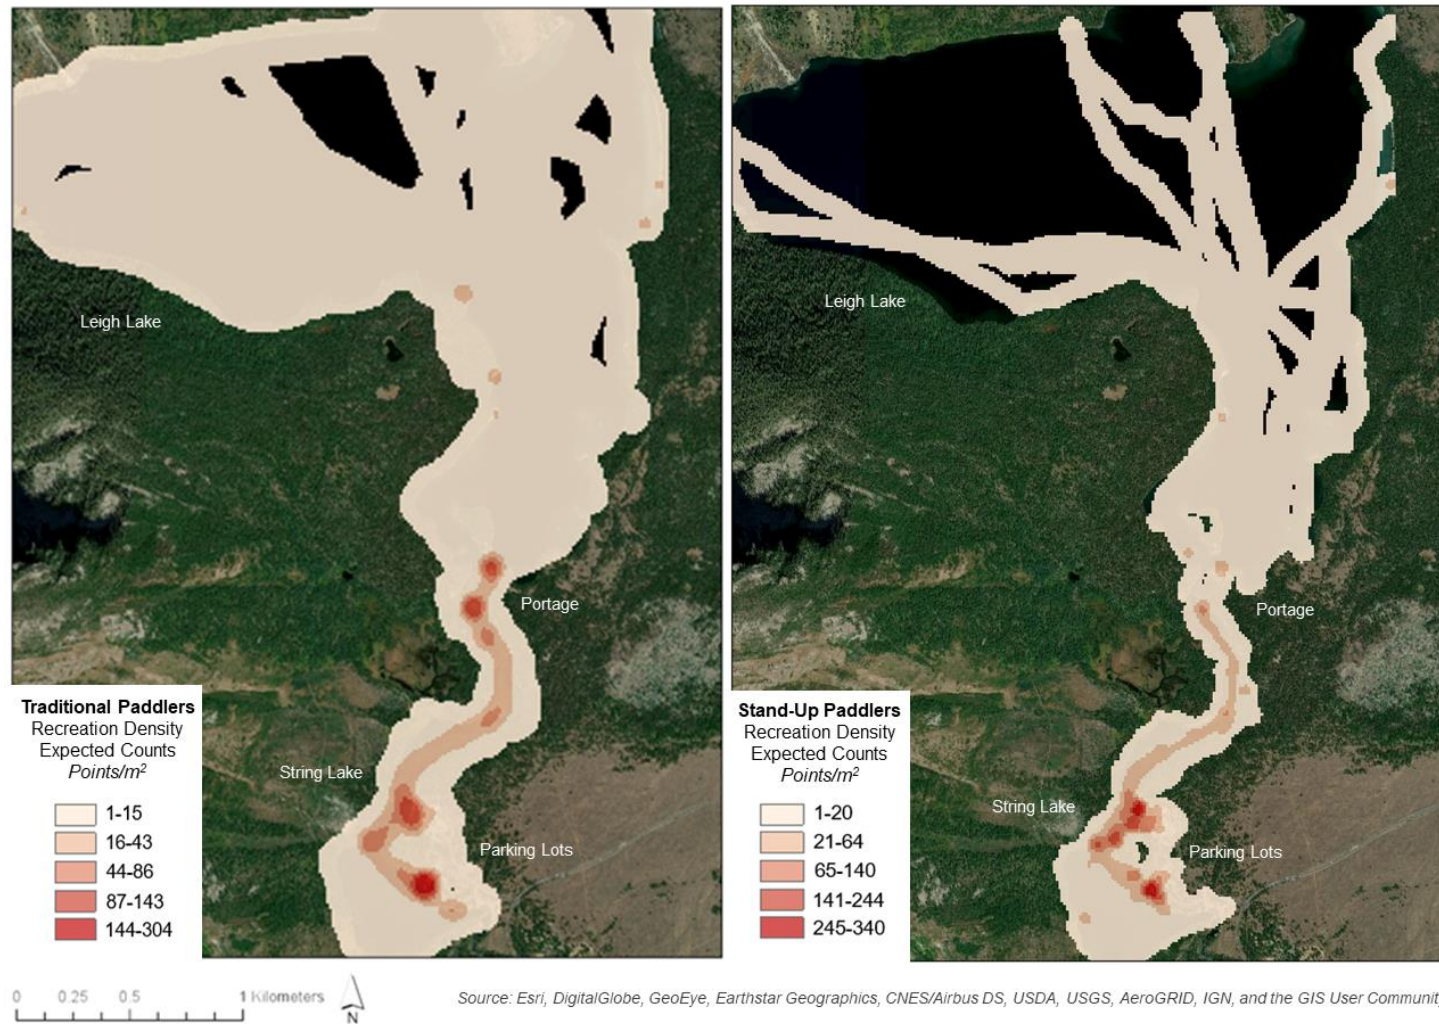 Leigh Lake
Portage
String Lake
Parking Lots
Traditional Paddlers
Recreation Density
Expected Counts
Points/m²
1-15
16-43
44-86
87-143
144-304
Leigh Lake
Portage
String Lake
Parking Lots
Stand-Up Paddlers
Recreation Density
Expected Counts
Points/m²
1-20
21-64
65-140
141-244
245-340
0 0.25 0.5 1 Kilometers
N
Source: Esri, DigitalGlobe, GeoEye, Earthstar Geographics, CNES/Airbus DS, USDA, USGS, AeroGRID, IGN, and the GIS User Communit